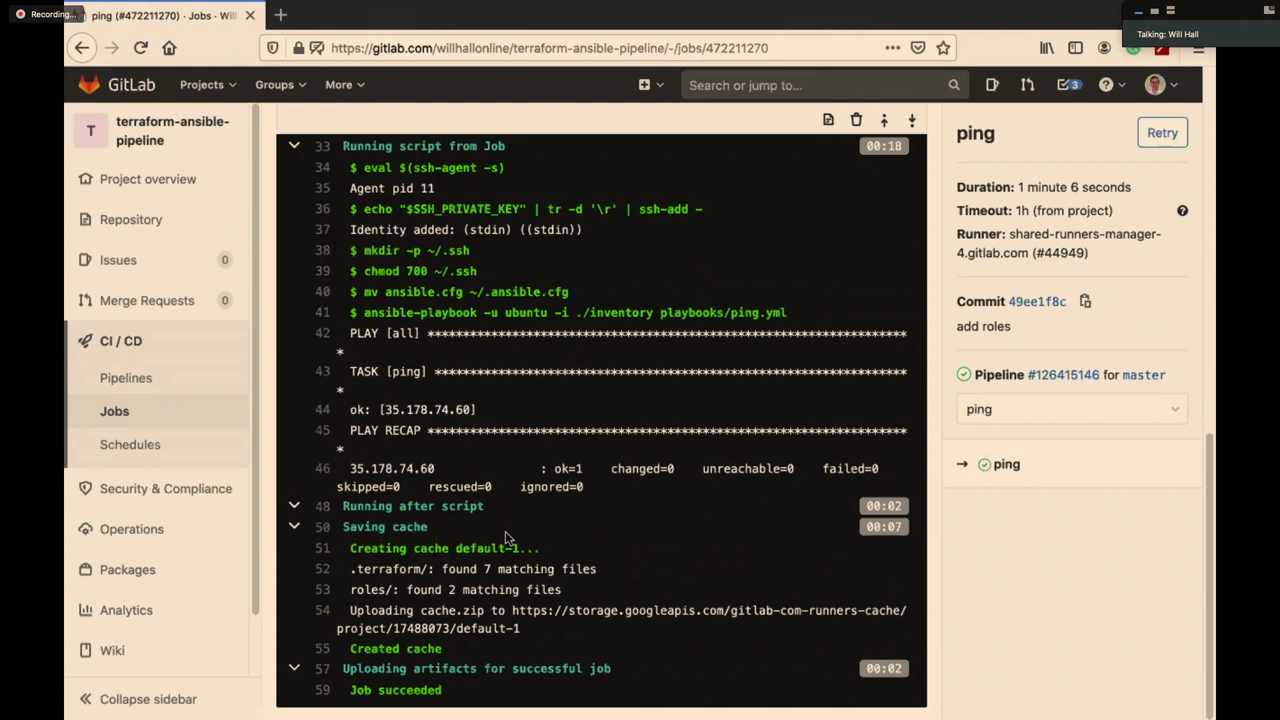 Recording...
ping (#472211270) · Jobs · Will
Talking: Will Hall
https://gitlab.com/willhallonline/terraform-ansible-pipeline/-/jobs/472211270
GitLab
Projects
Groups
More
Search or jump to...
3
T
terraform-ansible-
pipeline
Project overview
Repository
Issues
0
Merge Requests
0
CI / CD
Pipelines
Jobs
Schedules
Security & Compliance
Operations
Packages
Analytics
Wiki
Collapse sidebar
33 Running script from Job 00:18
34 $ eval $(ssh-agent -s)
35 Agent pid 11
36 $ echo "$SSH_PRIVATE_KEY" | tr -d '\r' | ssh-add -
37 Identity added: (stdin) ((stdin))
38 $ mkdir -p ~/.ssh
39 $ chmod 700 ~/.ssh
40 $ mv ansible.cfg ~/.ansible.cfg
41 $ ansible-playbook -u ubuntu -i ./inventory playbooks/ping.yml
42 PLAY [all] ********************************************************************
*
43 TASK [ping] *******************************************************************
*
44 ok: [35.178.74.60]
45 PLAY RECAP ********************************************************************
*
46 35.178.74.60 : ok=1 changed=0 unreachable=0 failed=0
skipped=0 rescued=0 ignored=0
48 Running after script 00:02
50 Saving cache 00:07
51 Creating cache default-1...
52 .terraform/: found 7 matching files
53 roles/: found 2 matching files
54 Uploading cache.zip to https://storage.googleapis.com/gitlab-com-runners-cache/
project/17488073/default-1
55 Created cache
57 Uploading artifacts for successful job 00:02
59 Job succeeded
ping
Retry
Duration: 1 minute 6 seconds
Timeout: 1h (from project)
Runner: shared-runners-manager-
4.gitlab.com (#44949)
Commit 49ee1f8c
add roles
Pipeline #126415146 for master
ping
ping